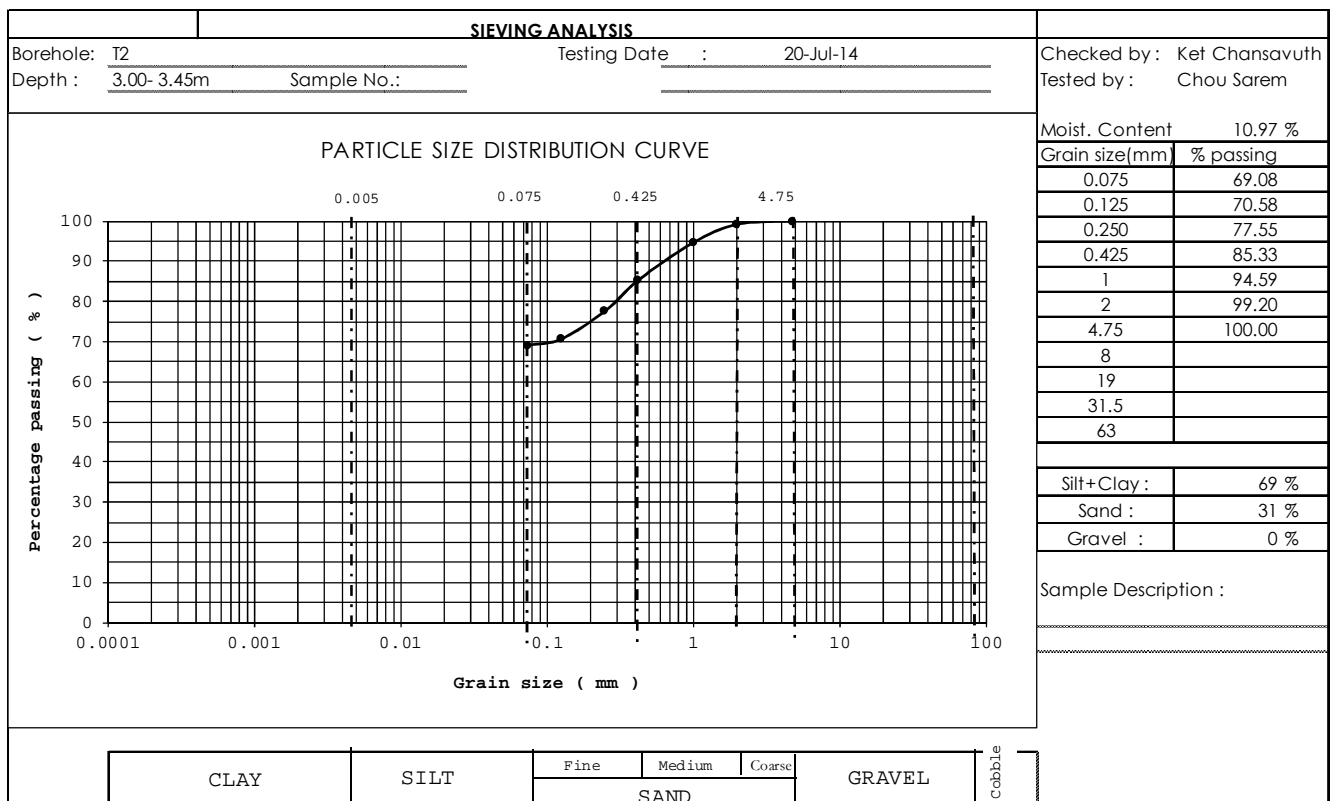 SIEVING ANALYSIS
Borehole: T2 Testing Date : 20-Jul-14
Depth : 3.00- 3.45m Sample No.:
Checked by : Ket Chansavuth
Tested by : Chou Sarem
Moist. Content 10.97 %
Grain size(mm) % passing
0.075 69.08
0.125 70.58
0.250 77.55
0.425 85.33
1 94.59
2 99.20
4.75 100.00
8
19
31.5
63
Silt+Clay : 69 %
Sand : 31 %
Gravel : 0 %
Sample Description :
PARTICLE SIZE DISTRIBUTION CURVE
0.005 0.075 0.425 4.75
100
90
80
70
60
50
40
30
20
10
0
Percentage passing ( % )
0.0001 0.001 0.01 0.1 1 10 100
Grain size ( mm )
CLAY SILT Fine Medium Coarse GRAVEL Cobble
SAND